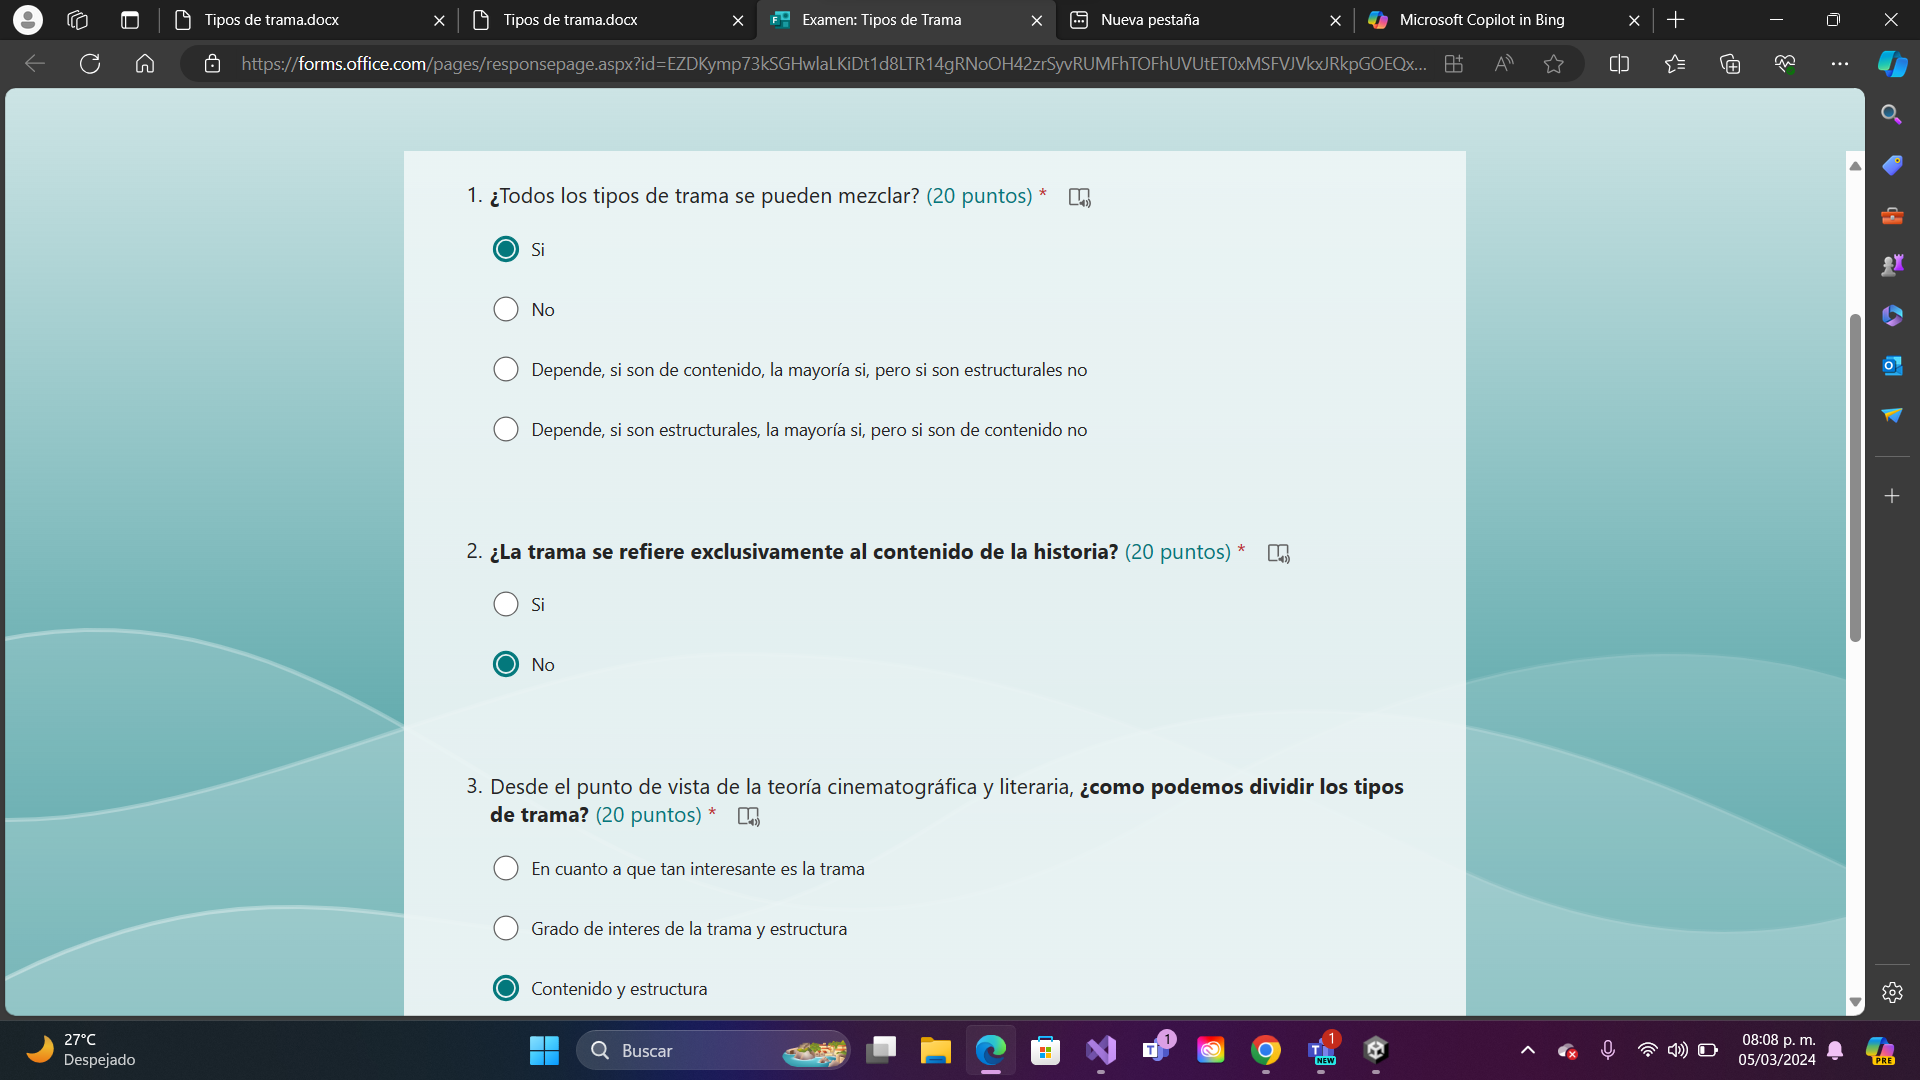 Tipos de trama.docx
Tipos de trama.docx
Examen: Tipos de Trama
Nueva pestaña
Microsoft Copilot in Bing
https://forms.office.com/pages/responsepage.aspx?id=EZDKymp73kSGHwlaLKiDt1d8LTR14gRNoOH42zrSyvRUMFhTOFhUVUtET0xMSFVJVkxJRkpGOEQx...
1. ¿Todos los tipos de trama se pueden mezclar? (20 puntos) *
Si
No
Depende, si son de contenido, la mayoría si, pero si son estructurales no
Depende, si son estructurales, la mayoría si, pero si son de contenido no
2. ¿La trama se refiere exclusivamente al contenido de la historia? (20 puntos) *
Si
No
3. Desde el punto de vista de la teoría cinematográfica y literaria, ¿como podemos dividir los tipos
de trama? (20 puntos) *
En cuanto a que tan interesante es la trama
Grado de interes de la trama y estructura
Contenido y estructura
27°C
Despejado
Buscar
1
1
NEW
08:08 p. m.
05/03/2024
PRE